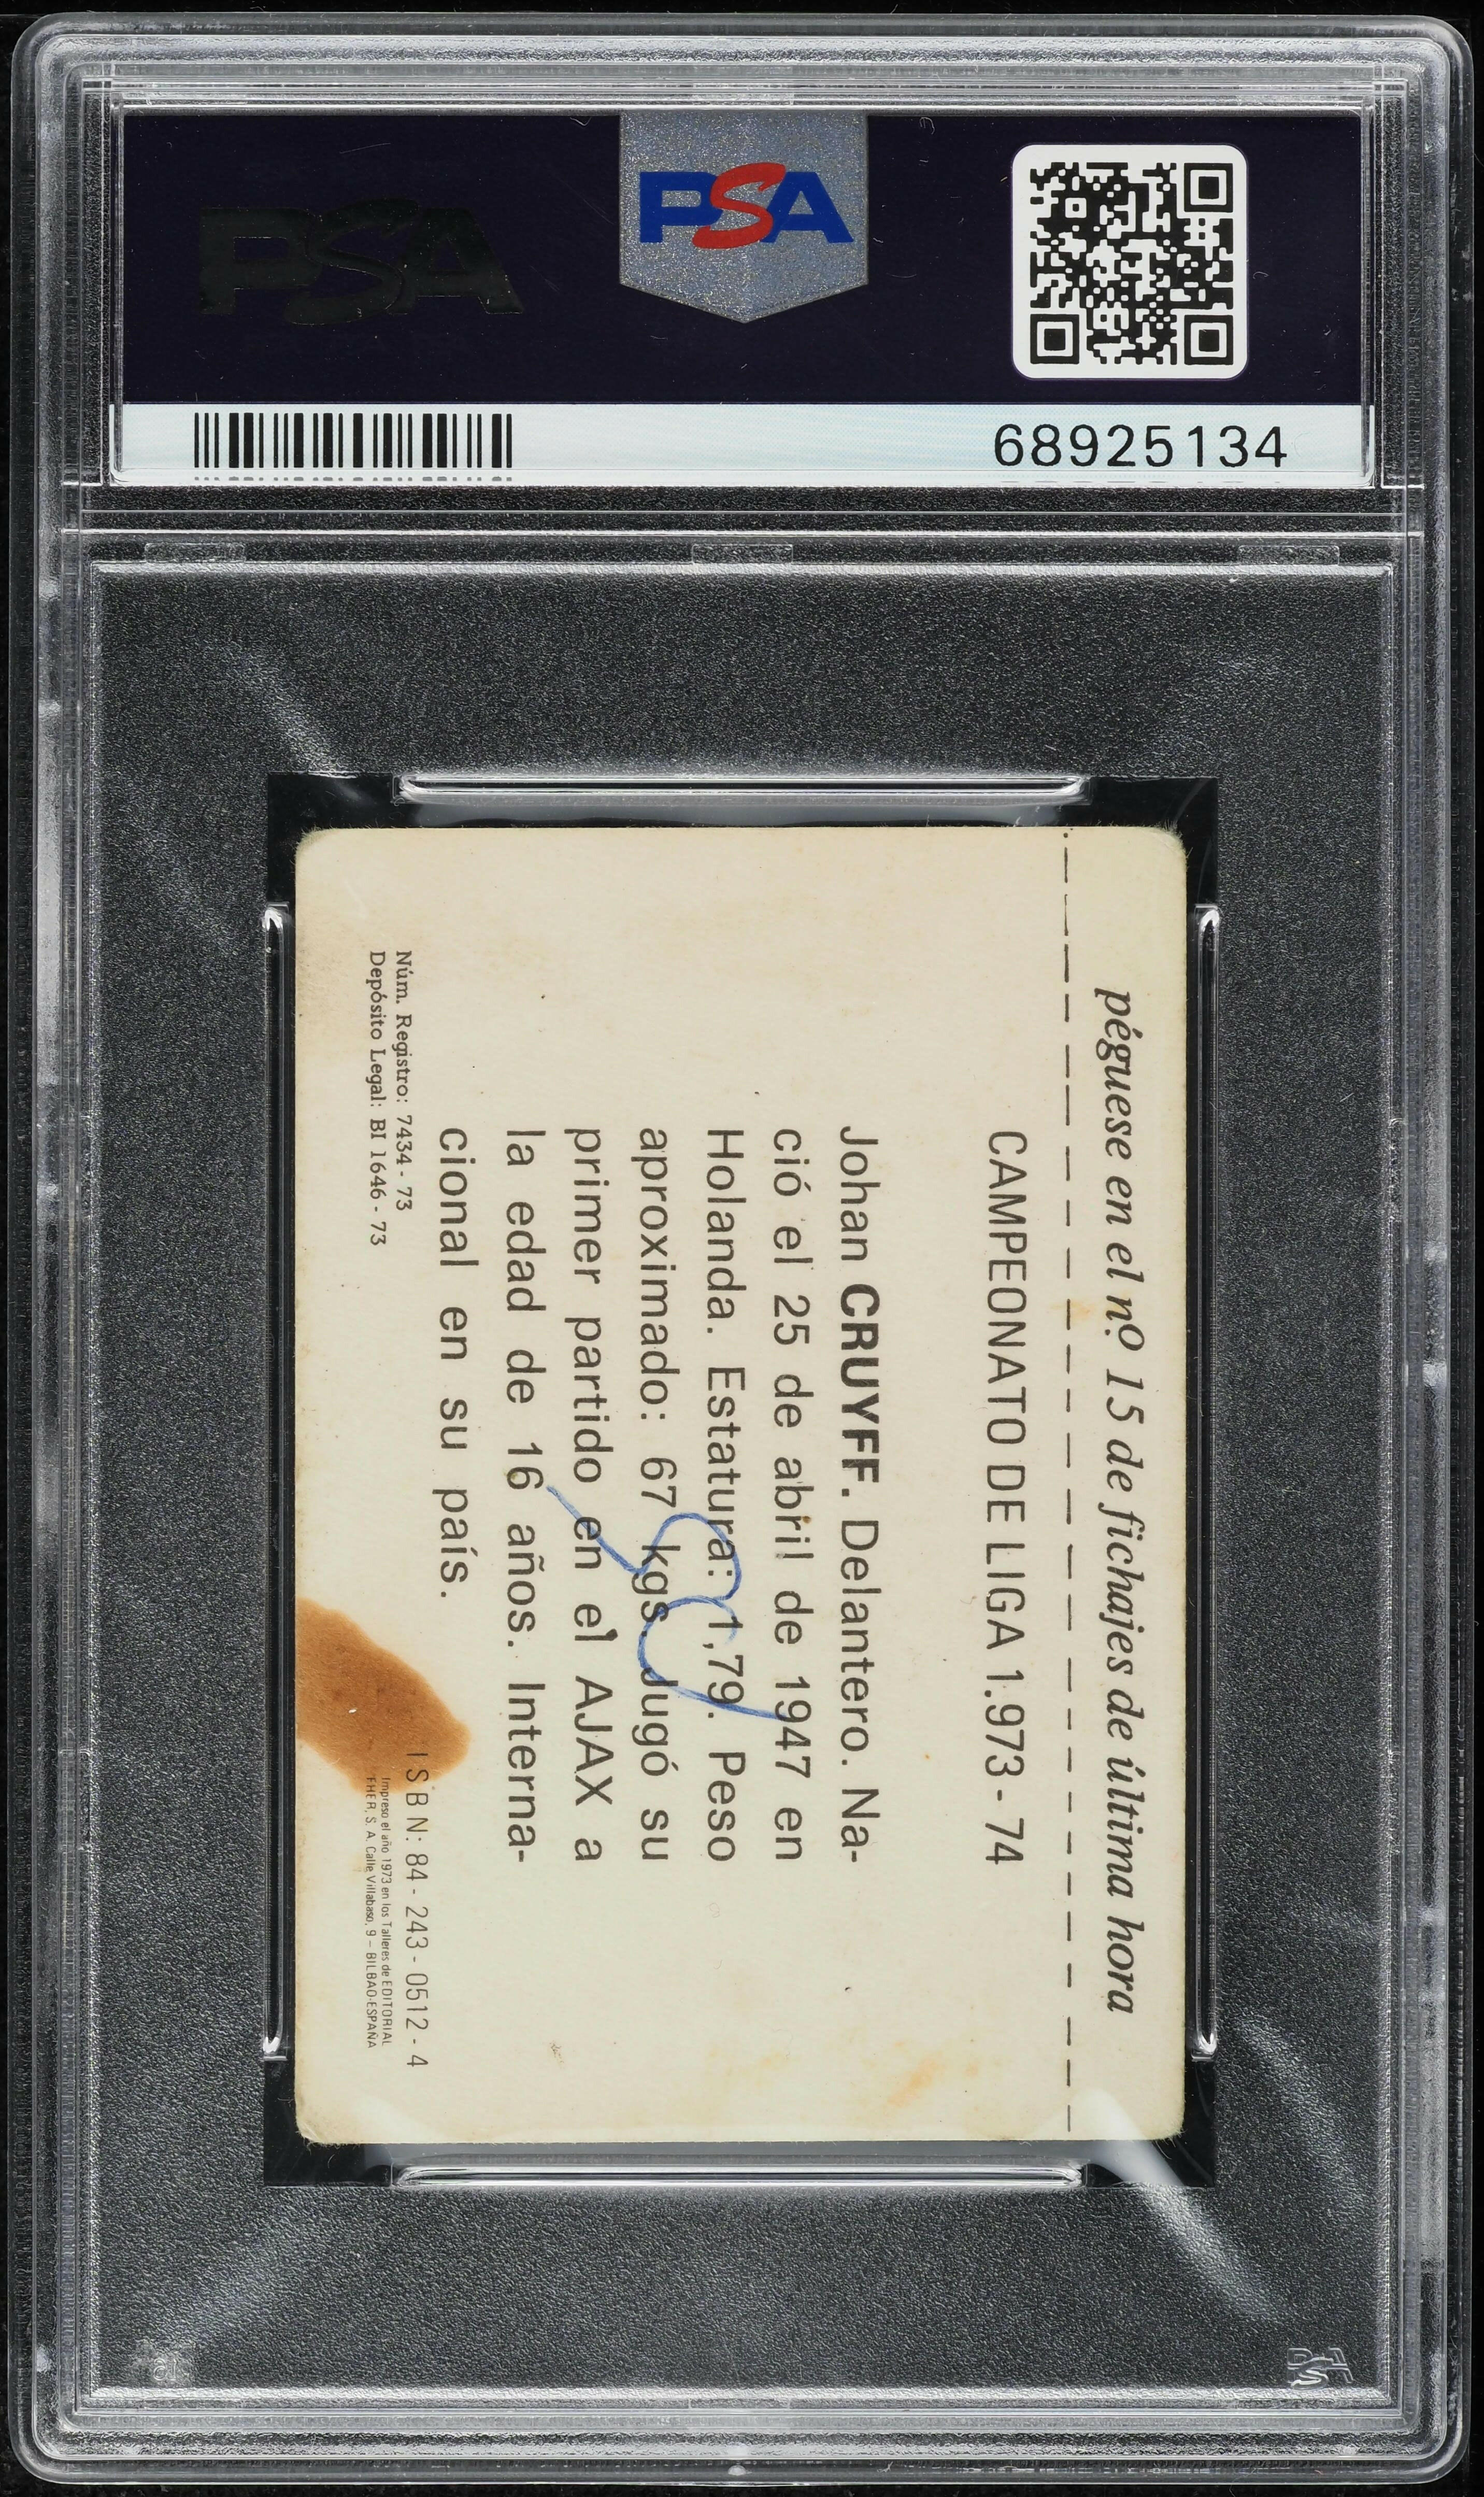 PSA
PSA
68925134
péguese en el nº 15 de fichajes de última hora
CAMPEONATO DE LIGA 1.973 - 74
Johan CRUYFF. Delantero. Na-
ció el 25 de abril de 1947 en
Holanda. Estatura: 1,79. Peso
aproximado: 67 kgs. Jugó su
primer partido en el AJAX a
la edad de 16 años. Interna-
cional en su país.
Núm. Registro: 7434 - 73
Depósito Legal: BI 1646 - 73
ISBN: 84 - 243 - 0512 - 4
Impreso el año 1973 en los Talleres de EDITORIAL
FHER, S. A. Calle Villabaso, 9 - BILBAO-ESPAÑA
PSA